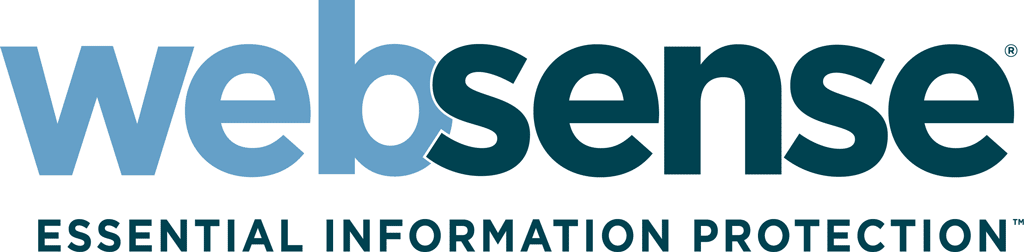 websense®
ESSENTIAL INFORMATION PROTECTION™